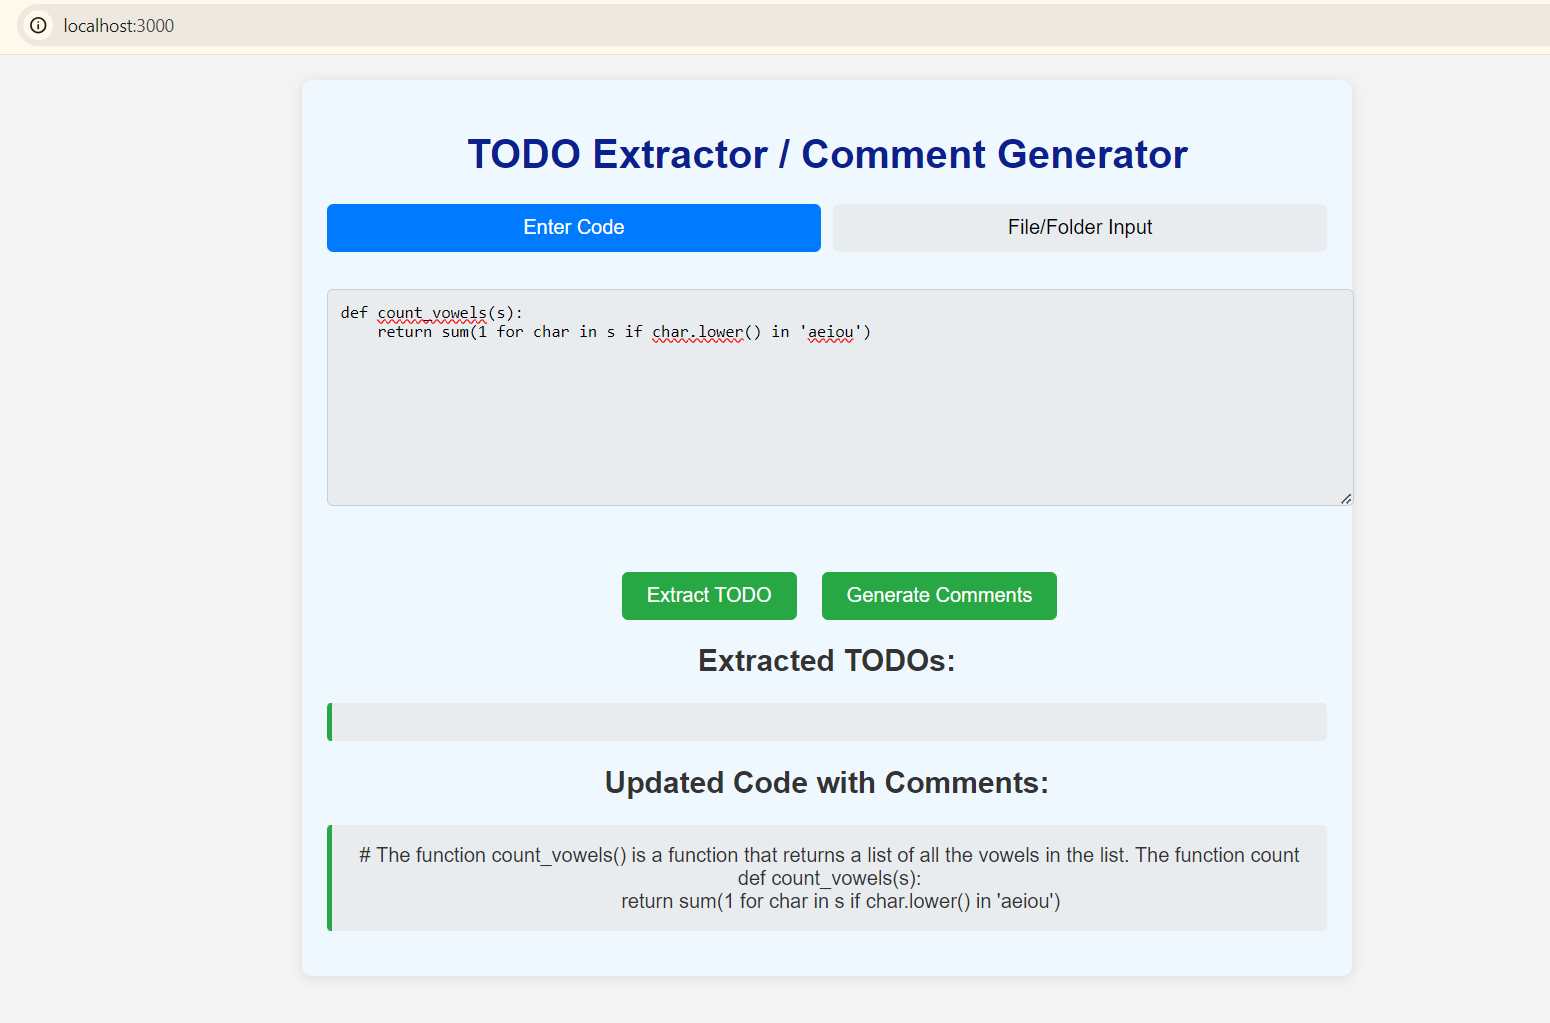 localhost:3000
TODO Extractor / Comment Generator
Enter Code
File/Folder Input
def count_vowels(s):
    return sum(1 for char in s if char.lower() in 'aeiou')
Extract TODO
Generate Comments
Extracted TODOs:
Updated Code with Comments:
# The function count_vowels() is a function that returns a list of all the vowels in the list. The function count
def count_vowels(s):
    return sum(1 for char in s if char.lower() in 'aeiou')